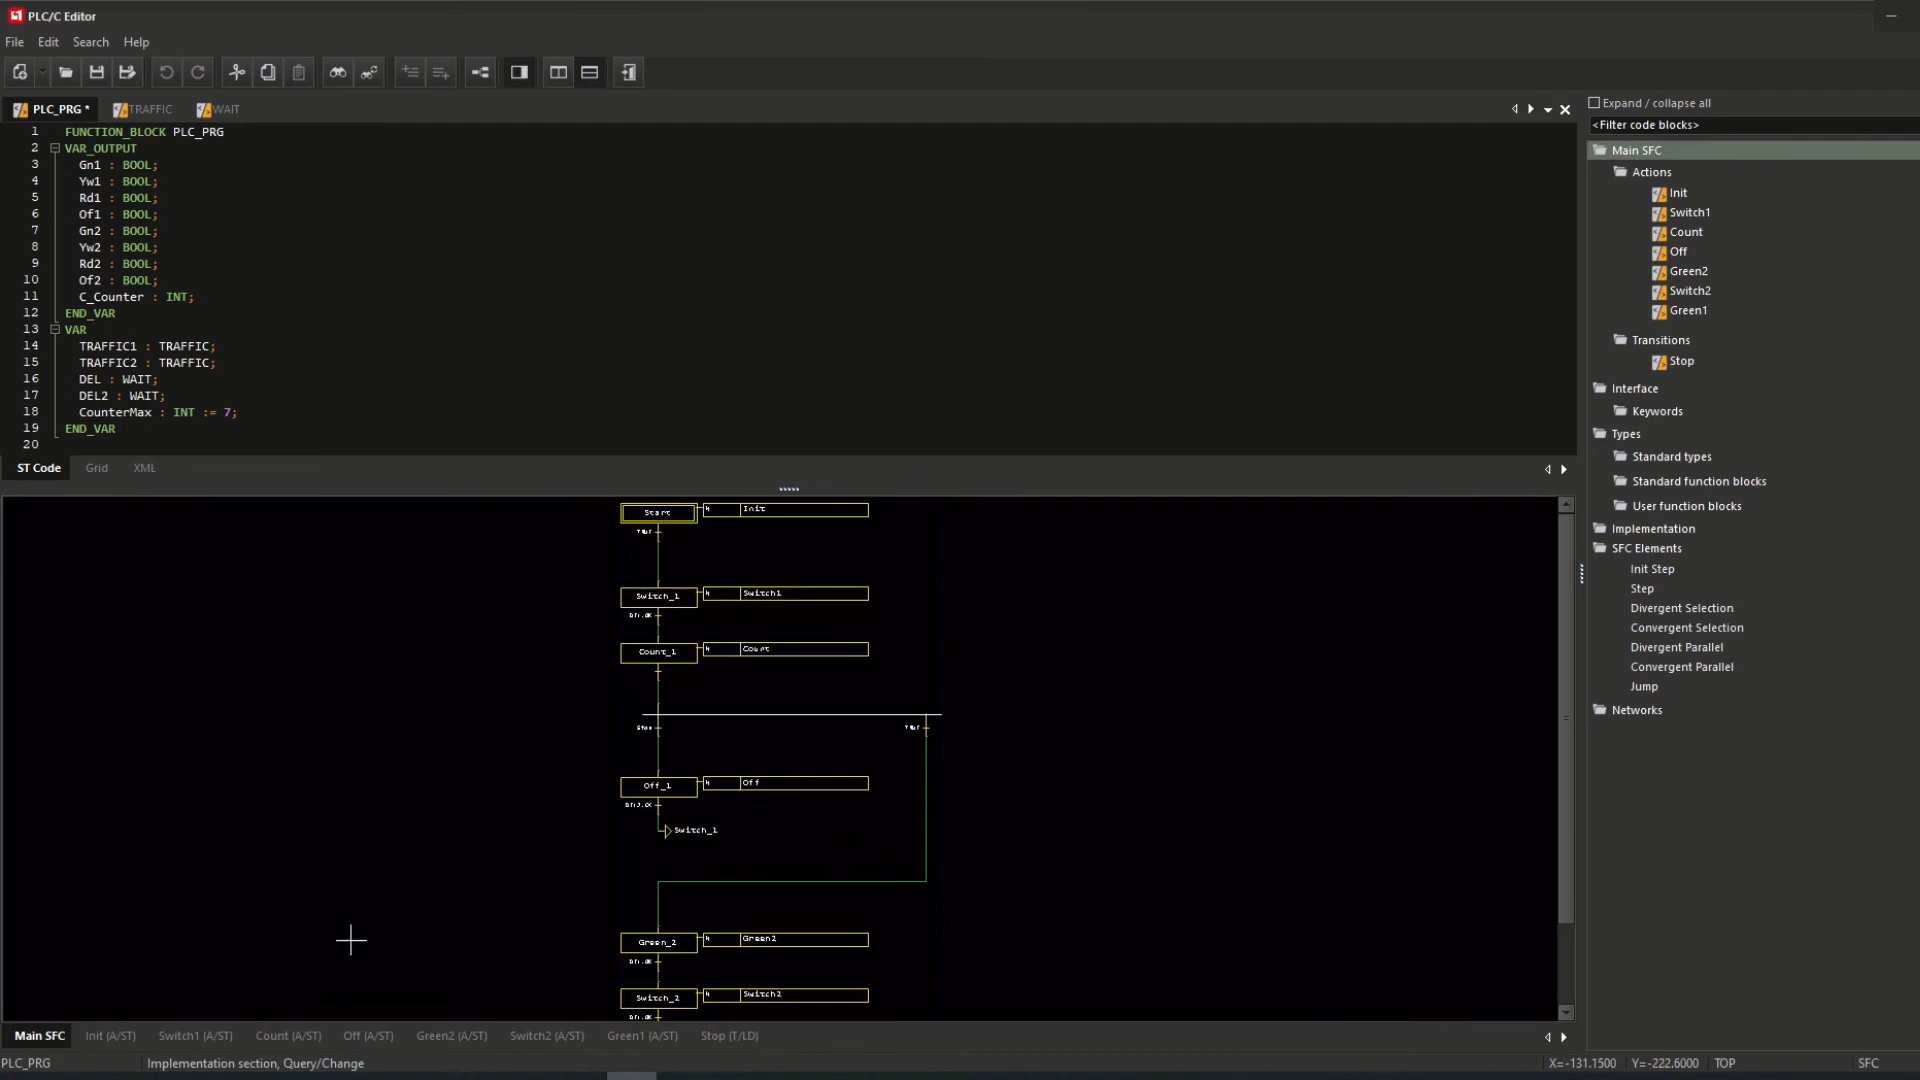 PLC/C Editor
File Edit Search Help
PLC_PRG * TRAFFIC WAIT
1 FUNCTION_BLOCK PLC_PRG
2 VAR_OUTPUT
3 Gn1 : BOOL;
4 Yw1 : BOOL;
5 Rd1 : BOOL;
6 Of1 : BOOL;
7 Gn2 : BOOL;
8 Yw2 : BOOL;
9 Rd2 : BOOL;
10 Of2 : BOOL;
11 C_Counter : INT;
12 END_VAR
13 VAR
14 TRAFFIC1 : TRAFFIC;
15 TRAFFIC2 : TRAFFIC;
16 DEL : WAIT;
17 DEL2 : WAIT;
18 CounterMax : INT := 7;
19 END_VAR
20
ST Code Grid XML
Start N Init
Switch_1 N Switch1
Count_1 N Count
Stop
Off_1 N Off
Switch_1
Green_2 N Green2
Switch_2 N Switch2
Main SFC Init (A/ST) Switch1 (A/ST) Count (A/ST) Off (A/ST) Green2 (A/ST) Switch2 (A/ST) Green1 (A/ST) Stop (T/LD)
PLC_PRG Implementation section, Query/Change X=-131.1500 Y=-222.6000 TOP SFC
Expand / collapse all
<Filter code blocks>
Main SFC
Actions
Init
Switch1
Count
Off
Green2
Switch2
Green1
Transitions
Stop
Interface
Keywords
Types
Standard types
Standard function blocks
User function blocks
Implementation
SFC Elements
Init Step
Step
Divergent Selection
Convergent Selection
Divergent Parallel
Convergent Parallel
Jump
Networks